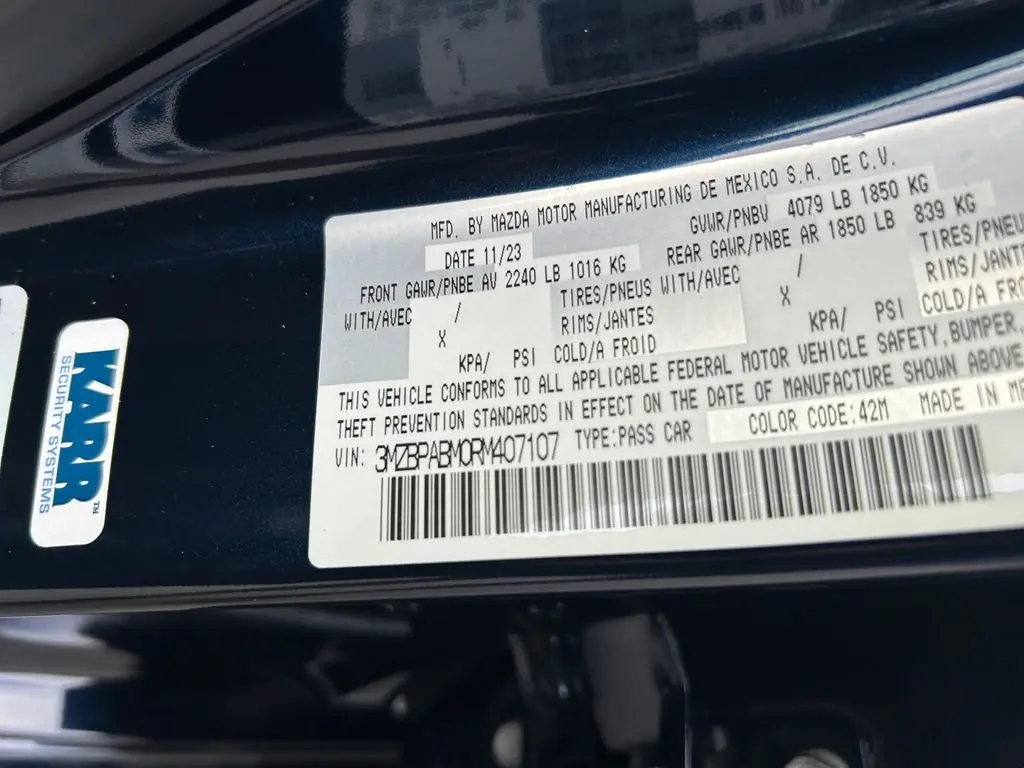 KARR
SECURITY SYSTEMS
TM
MFD. BY MAZDA MOTOR MANUFACTURING DE MEXICO S.A. DE C.V.
DATE 11/23 GVWR/PNBV 4079 LB 1850 KG
FRONT GAWR/PNBE AV 2240 LB 1016 KG REAR GAWR/PNBE AR 1850 LB 839 KG
WITH/AVEC / TIRES/PNEUS WITH/AVEC / TIRES/PNEU
X RIMS/JANTES X RIMS/JANTE
KPA/ PSI COLD/A FROID KPA/ PSI COLD/A FROI
THIS VEHICLE CONFORMS TO ALL APPLICABLE FEDERAL MOTOR VEHICLE SAFETY, BUMPER,
THEFT PREVENTION STANDARDS IN EFFECT ON THE DATE OF MANUFACTURE SHOWN ABOVE
VIN: 3MZBPABM0RM407107 TYPE:PASS CAR COLOR CODE:42M MADE IN ME